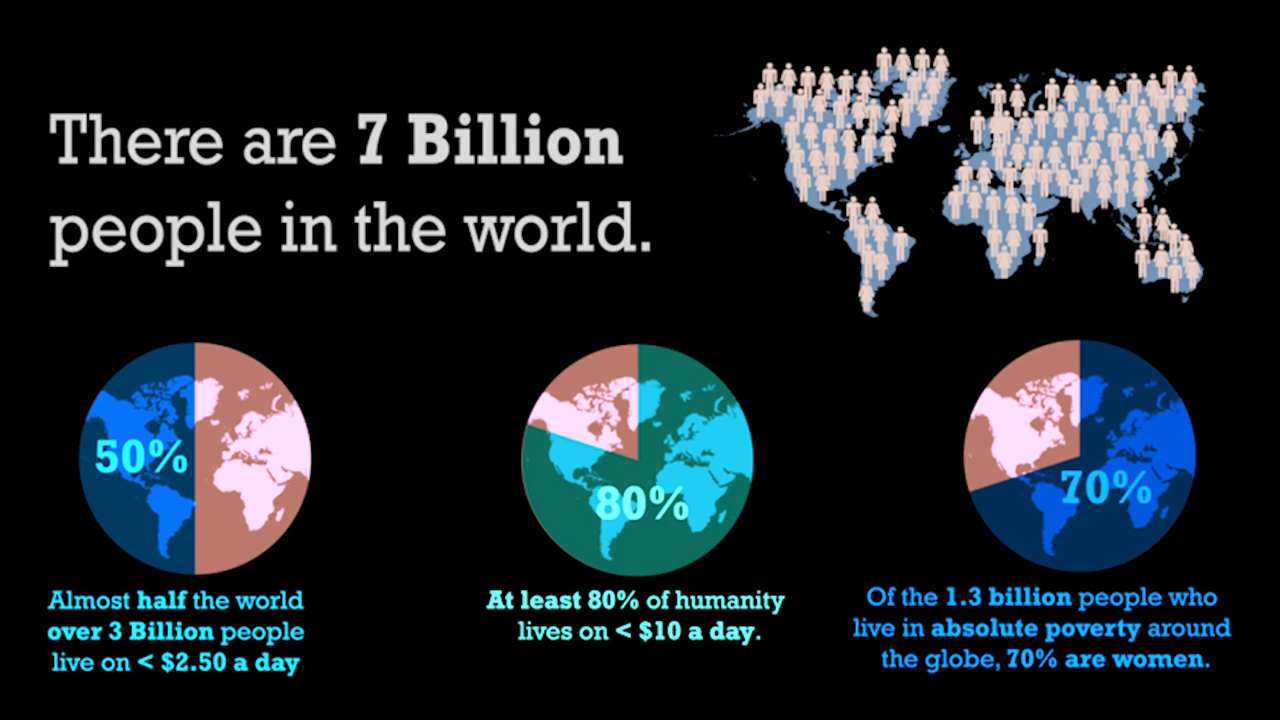 There are 7 Billion
people in the world.
50%
80%
70%
Almost half the world
over 3 Billion people
live on < $2.50 a day
At least 80% of humanity
lives on < $10 a day.
Of the 1.3 billion people who
live in absolute poverty around
the globe, 70% are women.